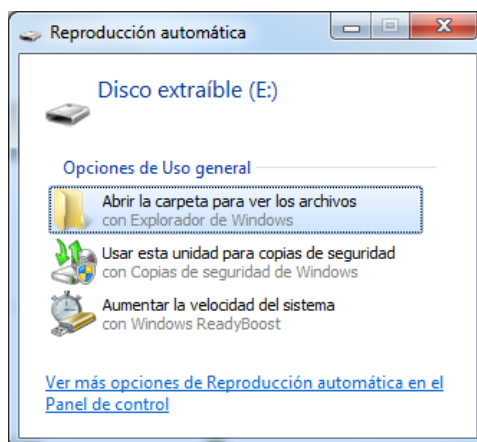 Reproducción automática
Disco extraíble (E:)
Opciones de Uso general
Abrir la carpeta para ver los archivos
con Explorador de Windows
Usar esta unidad para copias de seguridad
con Copias de seguridad de Windows
Aumentar la velocidad del sistema
con Windows ReadyBoost
Ver más opciones de Reproducción automática en el
Panel de control